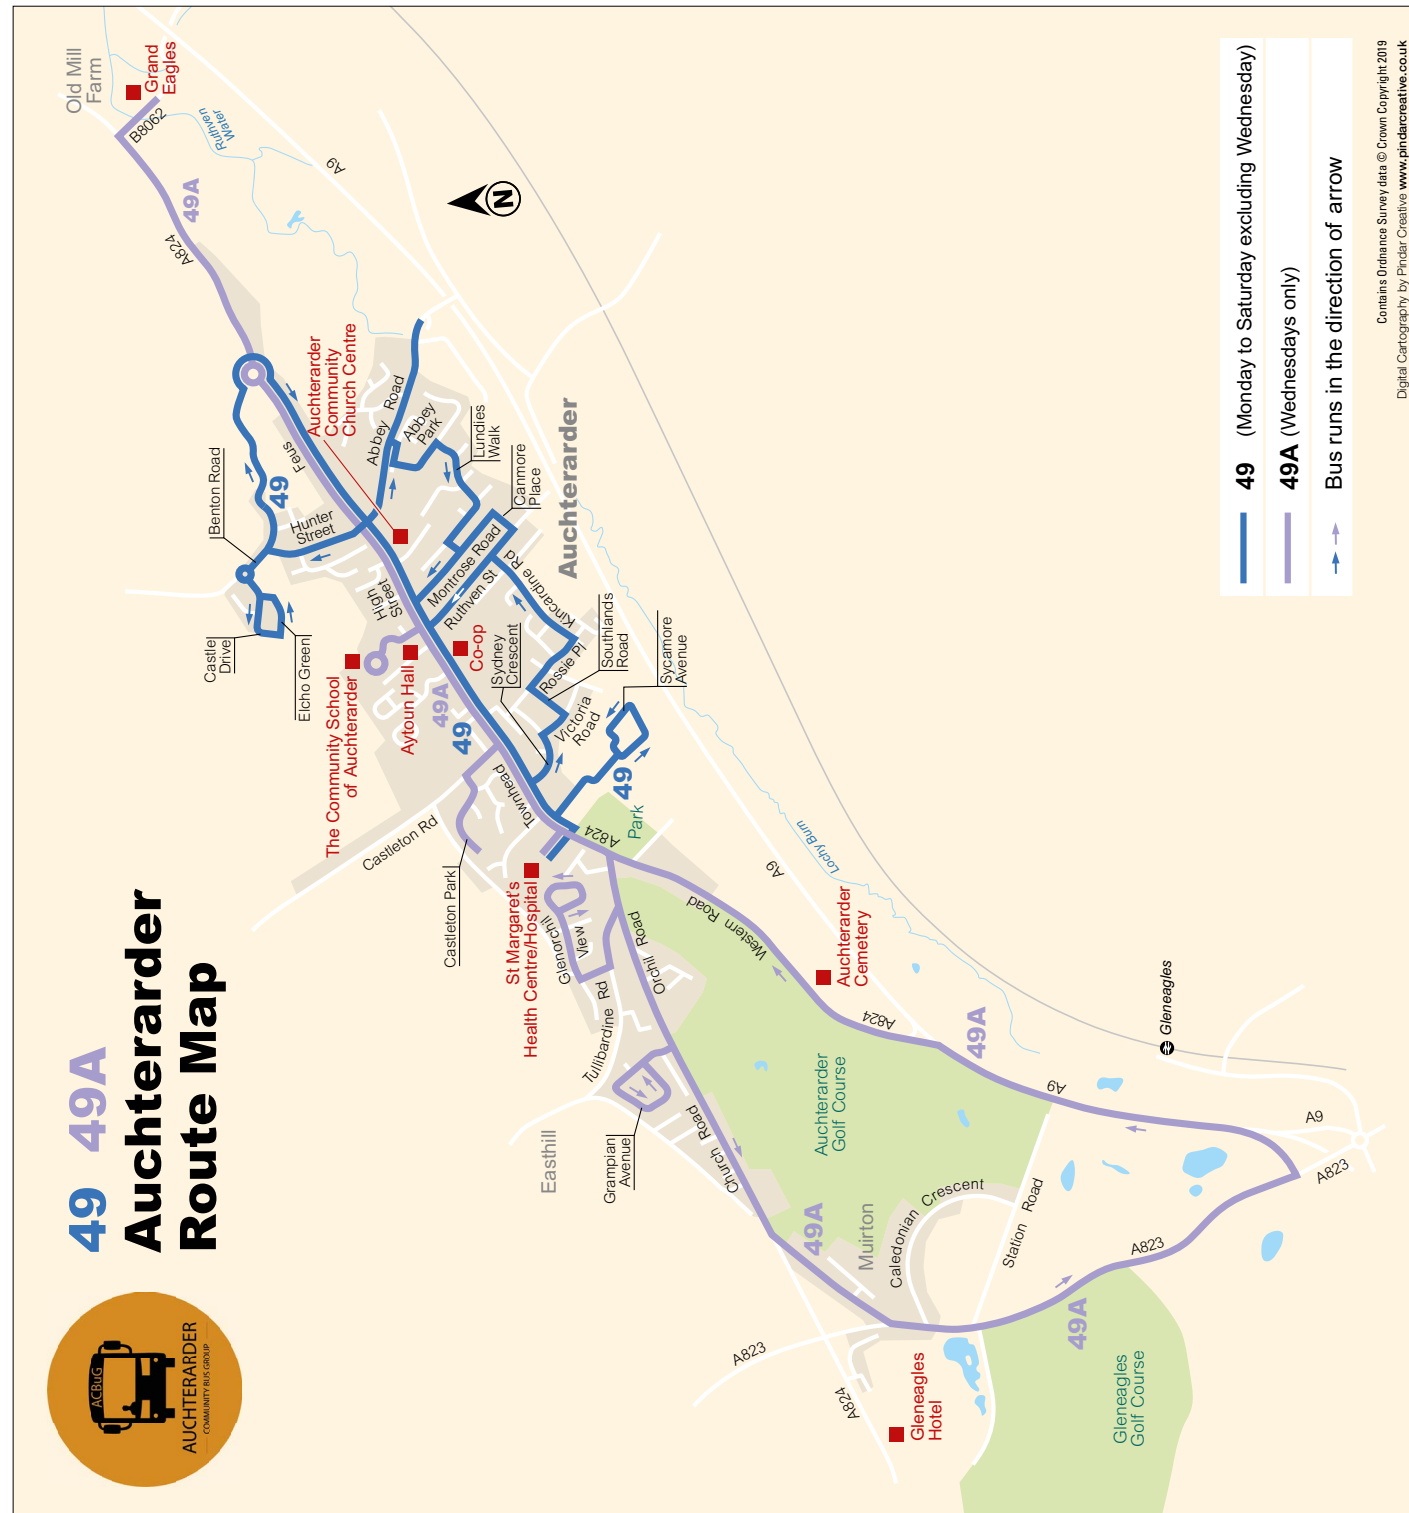 49 49A
Auchterarder
Route Map
ACBuG
AUCHTERARDER
COMMUNITY BUS GROUP
Old Mill
Farm
Grand
Eagles
B8062
Ruthven
Water
A9
49A
A824
N
Auchterarder
Community
Church Centre
Feus
Abbey Road
Abbey
Park
Lundies
Walk
Canmore
Place
Benton Road
49
Hunter
Street
Castle
Drive
Elcho Green
High
Street
Montrose Road
Ruthven St
Kincardine Rd
Auchterarder
The Community School
of Auchterarder
Aytoun Hall
Co-op
Sydney
Crescent
Rossie Pl
Southlands
Road
Sycamore
Avenue
Victoria
Road
49A
49
49
Park
Townhead
A824
Castleton Rd
Castleton Park
St Margaret's
Health Centre/Hospital
Glenorchil
View
Tullibardine Rd
Orchil Road
Western Road
A9
Lochy Burn
Auchterarder
Cemetery
A824
49A
A9
Gleneagles
A9
A823
A823
Easthill
Grampian
Avenue
Church Road
Auchterarder
Golf Course
49A
Muirton
Caledonian Crescent
Station Road
49A
A823
A824
Gleneagles
Hotel
Gleneagles
Golf Course
49 (Monday to Saturday excluding Wednesday)
49A (Wednesdays only)
Bus runs in the direction of arrow
Contains Ordnance Survey data © Crown Copyright 2019
Digital Cartography by Pindar Creative www.pindarcreative.co.uk